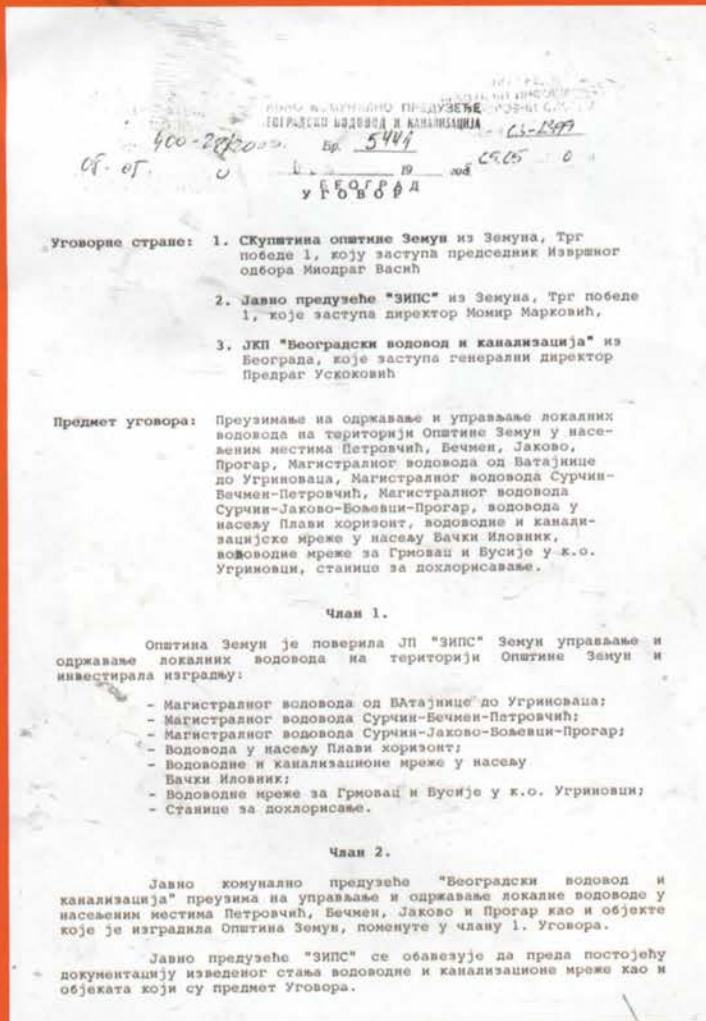 КОМУНАЛНО ПРЕДУЗЕЋЕ
БЕОГРАДСКИ ВОДОВОД И КАНАЛИЗАЦИЈА
Бр. 5441
19 год
БЕОГРАД
УГОВОР
Уговорне стране: 1. СКупштина општине Земун из Земуна, Трг
победе 1, коју заступа председник Извршног
одбора Миодраг Васић
2. Јавно предузеће "ЗИПС" из Земуна, Трг победе
1, које заступа директор Момир Марковић,
3. ЈКП "Београдски водовод и канализација" из
Београда, које заступа генерални директор
Предраг Ускоковић
Предмет уговора: Преузимање на одржавање и управљање локалних
водовода на територији Општине Земун у насе-
љеним местима Петровчић, Бечмен, Јаково,
Прогар, Магистралног водовода од Батајнице
до Угриноваца, Магистралног водовода Сурчин-
Бечмен-Петровчић, Магистралног водовода
Сурчин-Јаково-Бољевци-Прогар, водовода у
насељу Плави хоризонт, водоводне и канали-
зацијске мреже у насељу Бачки Иловник,
водоводне мреже за Грмовац и Бусије у к.о.
Угриновци, станице за дохлорисавање.
Члан 1.
Општина Земун је поверила ЈП "ЗИПС" Земун управљање и
одржавање локалних водовода на територији Општине Земун и
инвестирала изградњу:
- Магистралног водовода од БАтајнице до Угриноваца;
- Магистралног водовода Сурчин-Бечмен-Петровчић;
- Магистралног водовода Сурчин-Јаково-Бољевци-Прогар;
- Водовода у насељу Плави хоризонт;
- Водоводне и канализационе мреже у насељу
Бачки Иловник;
- Водоводне мреже за Грмовац и Бусије у к.о. Угриновци;
- Станице за дохлорисање.
Члан 2.
Јавно комунално предузеће "Београдски водовод и
канализација" преузима на управљање и одржавање локалне водоводе у
насељеним местима Петровчић, Бечмен, Јаково и Прогар као и објекте
које је изградила Општина Земун, поменуте у члану 1. Уговора.
Јавно предузеће "ЗИПС" се обавезује да преда постојећу
документацију изведеног стања водоводне и канализационе мреже као и
објеката који су предмет Уговора.